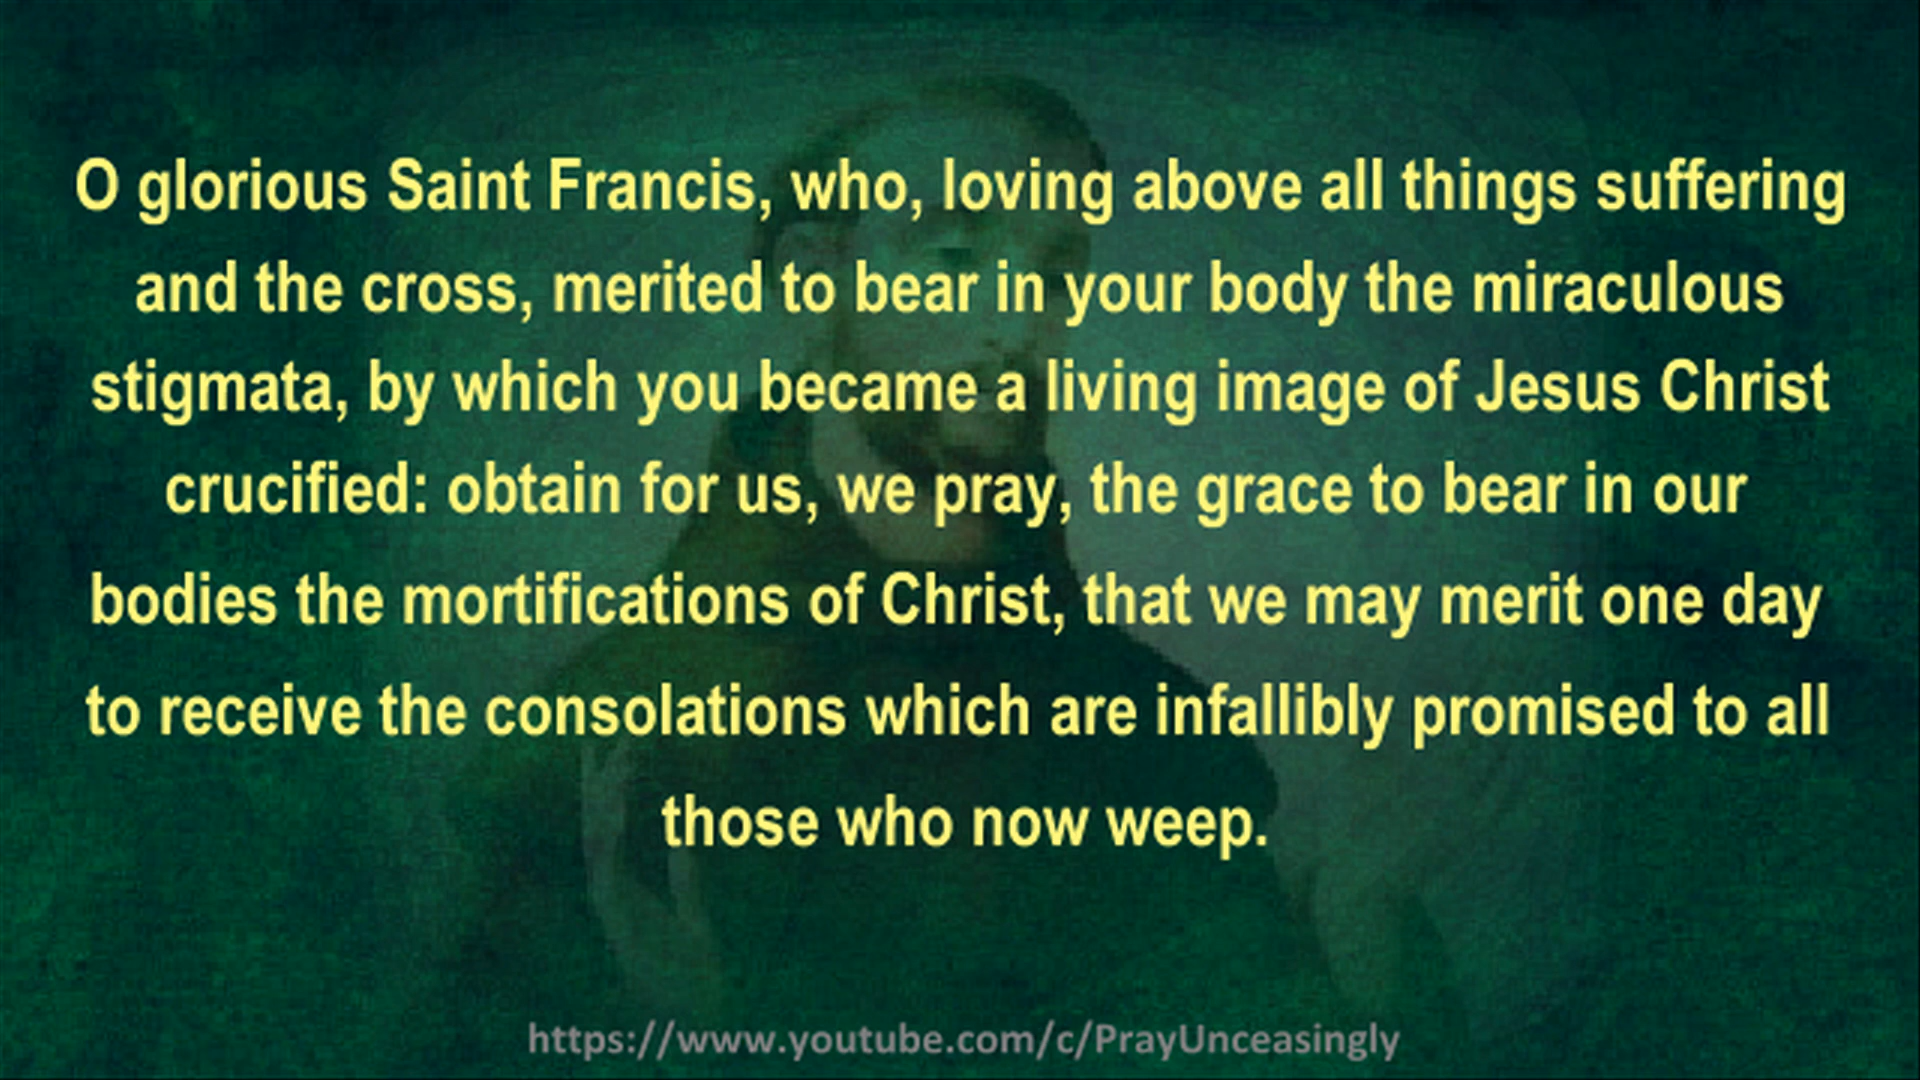 O glorious Saint Francis, who, loving above all things suffering
and the cross, merited to bear in your body the miraculous
stigmata, by which you became a living image of Jesus Christ
crucified: obtain for us, we pray, the grace to bear in our
bodies the mortifications of Christ, that we may merit one day
to receive the consolations which are infallibly promised to all
those who now weep.
https://www.youtube.com/c/PrayUnceasingly